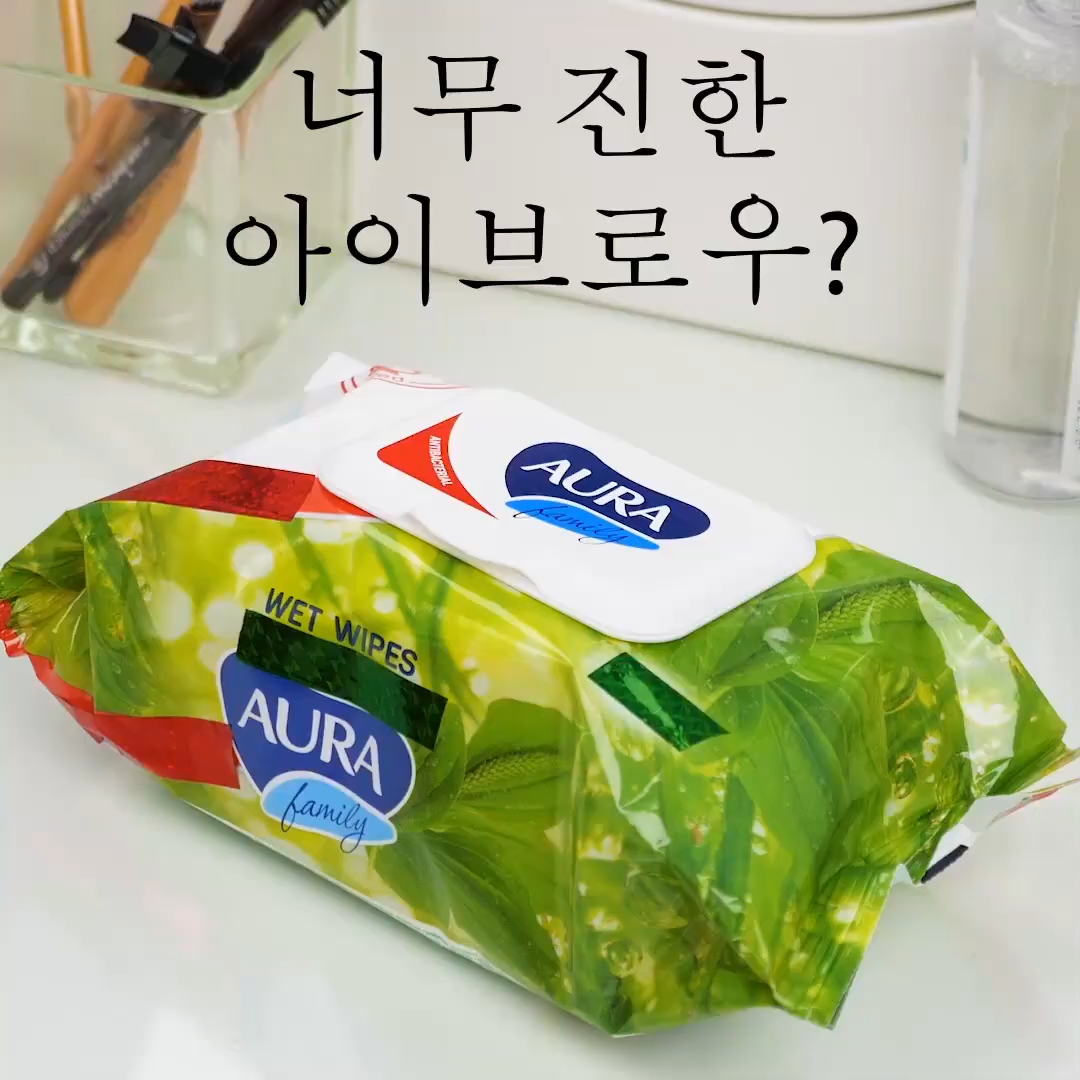 너무 진한
아이브로우?
ANTIBACTERIAL
AURA
family
WET WIPES
AURA
family